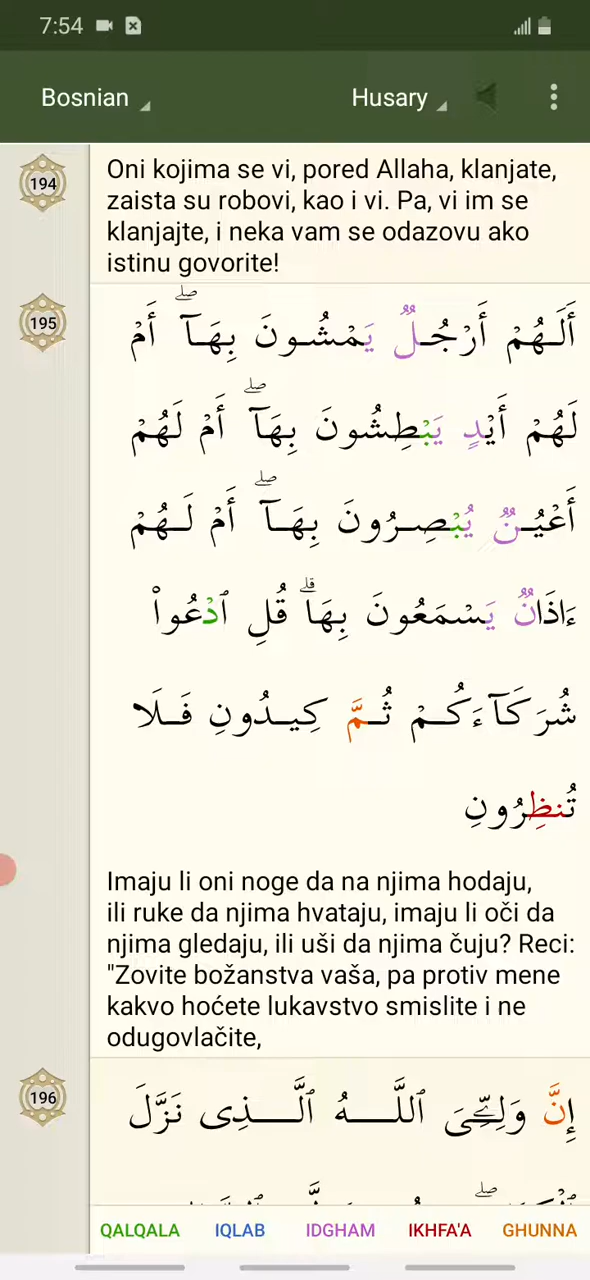 7:54
Bosnian
Husary
194
Oni kojima se vi, pored Allaha, klanjate,
zaista su robovi, kao i vi. Pa, vi im se
klanjajte, i neka vam se odazovu ako
istinu govorite!
195
أَلَهُمْ أَرْجُلٌ يَمْشُونَ بِهَآ ۖ أَمْ
لَهُمْ أَيْدٍ يَبْطِشُونَ بِهَآ ۖ أَمْ لَهُمْ
أَعْيُنٌ يُبْصِرُونَ بِهَآ ۖ أَمْ لَهُمْ
ءَاذَانٌ يَسْمَعُونَ بِهَا ۗ قُلِ ٱدْعُوا۟
شُرَكَآءَكُمْ ثُمَّ كِيدُونِ فَلَا
تُنظِرُونِ
Imaju li oni noge da na njima hodaju,
ili ruke da njima hvataju, imaju li oči da
njima gledaju, ili uši da njima čuju? Reci:
"Zovite božanstva vaša, pa protiv mene
kakvo hoćete lukavstvo smislite i ne
odugovlačite,
196
إِنَّ وَلِـِّۧىَ ٱللَّهُ ٱلَّذِى نَزَّلَ
QALQALA IQLAB IDGHAM IKHFA'A GHUNNA